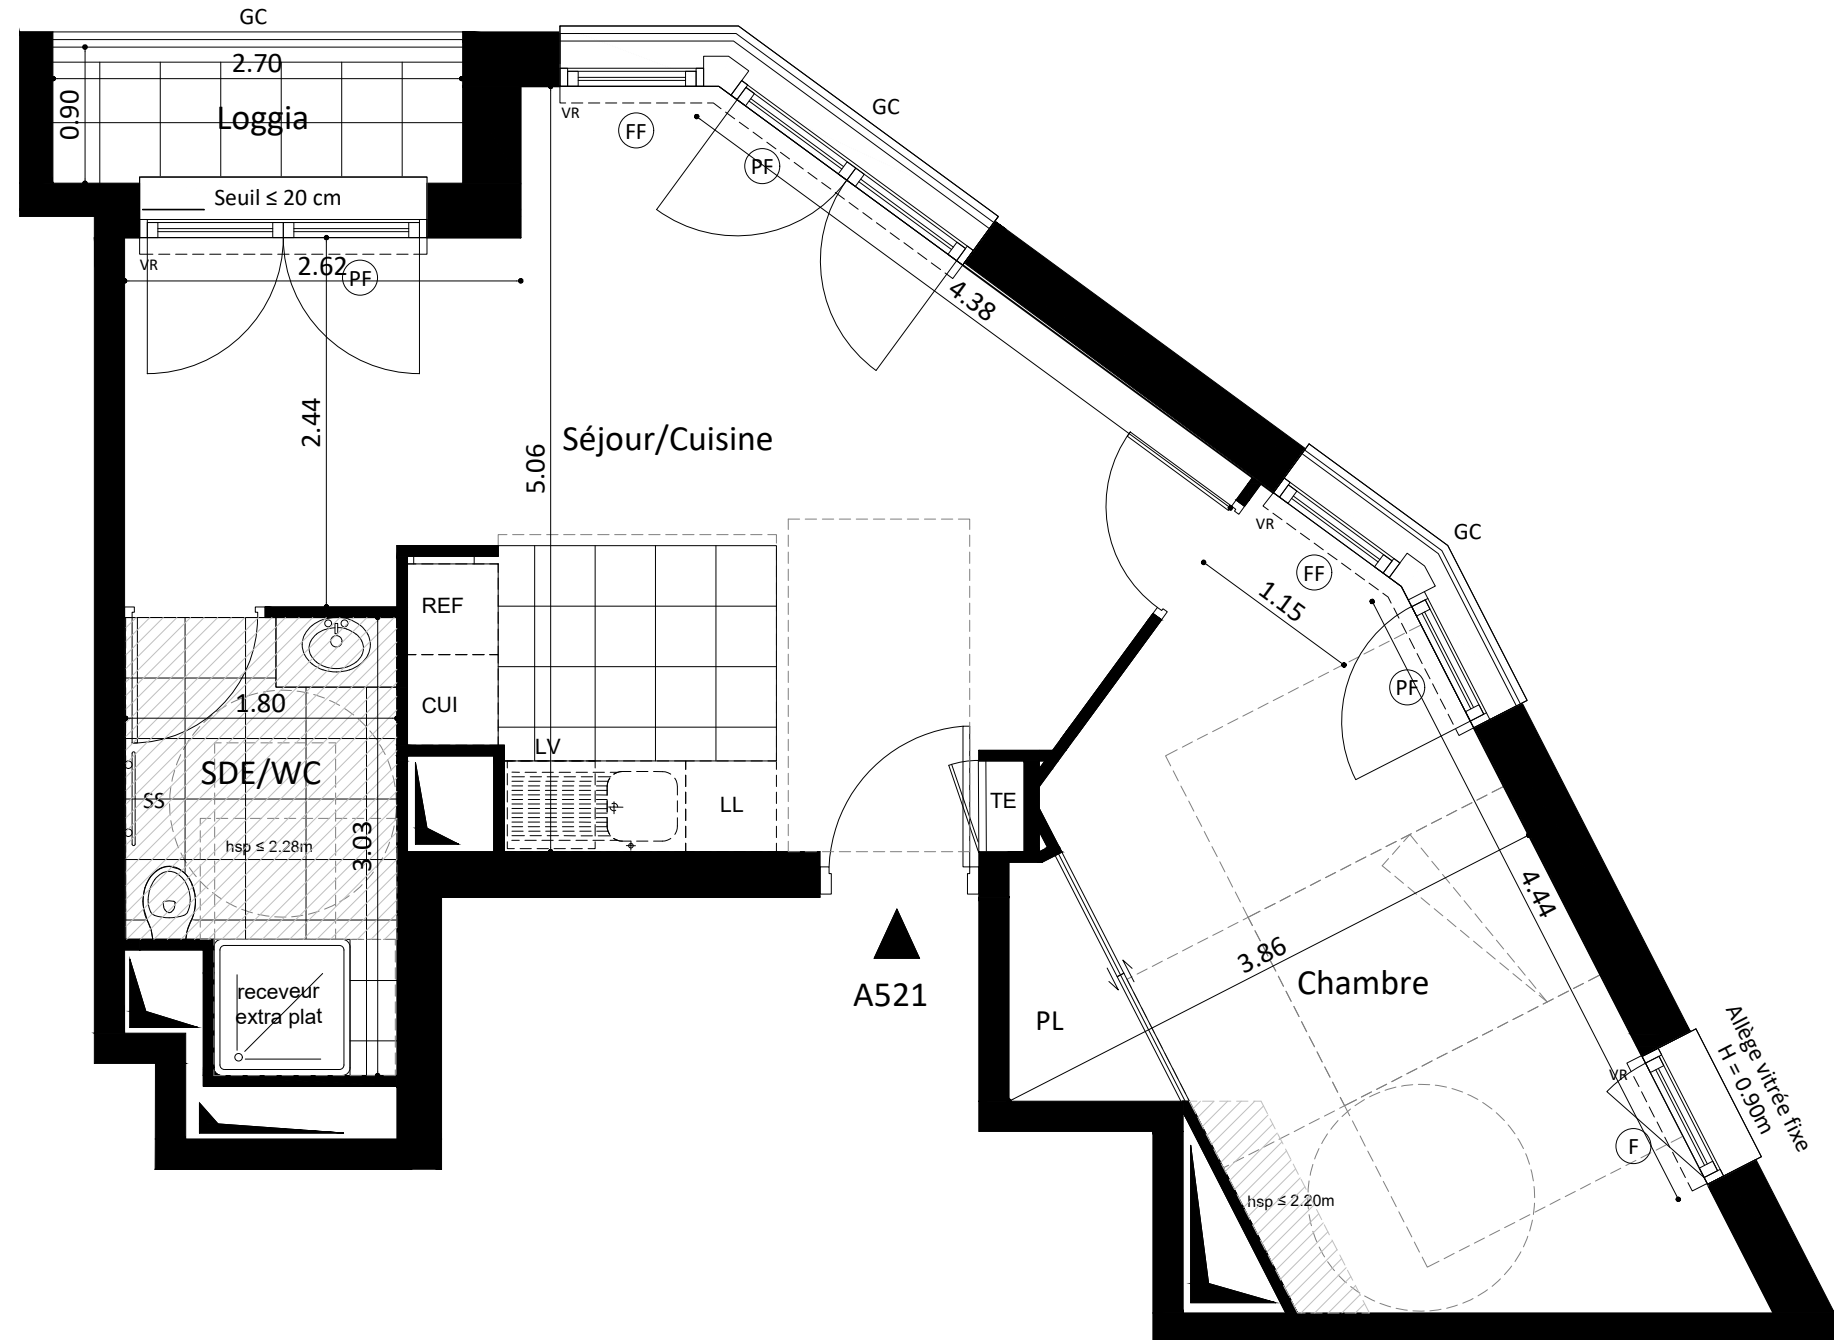 GC
2.70
0.90
Loggia
Seuil ≤ 20 cm
VR
2.62
PF
VR
FF
PF
GC
4.38
2.44
5.06
Séjour/Cuisine
VR
FF
GC
1.15
PF
REF
CUI
LV
LL
TE
1.80
SDE/WC
SS
hsp ≤ 2.28m
3.03
receveur
extra plat
A521
PL
3.86
4.44
Chambre
VR
F
Allège vitrée fixe
H = 0.90m
hsp ≤ 2.20m